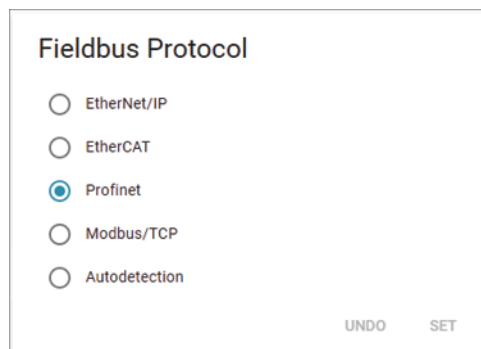 Fieldbus Protocol
EtherNet/IP
EtherCAT
Profinet
Modbus/TCP
Autodetection
UNDO SET